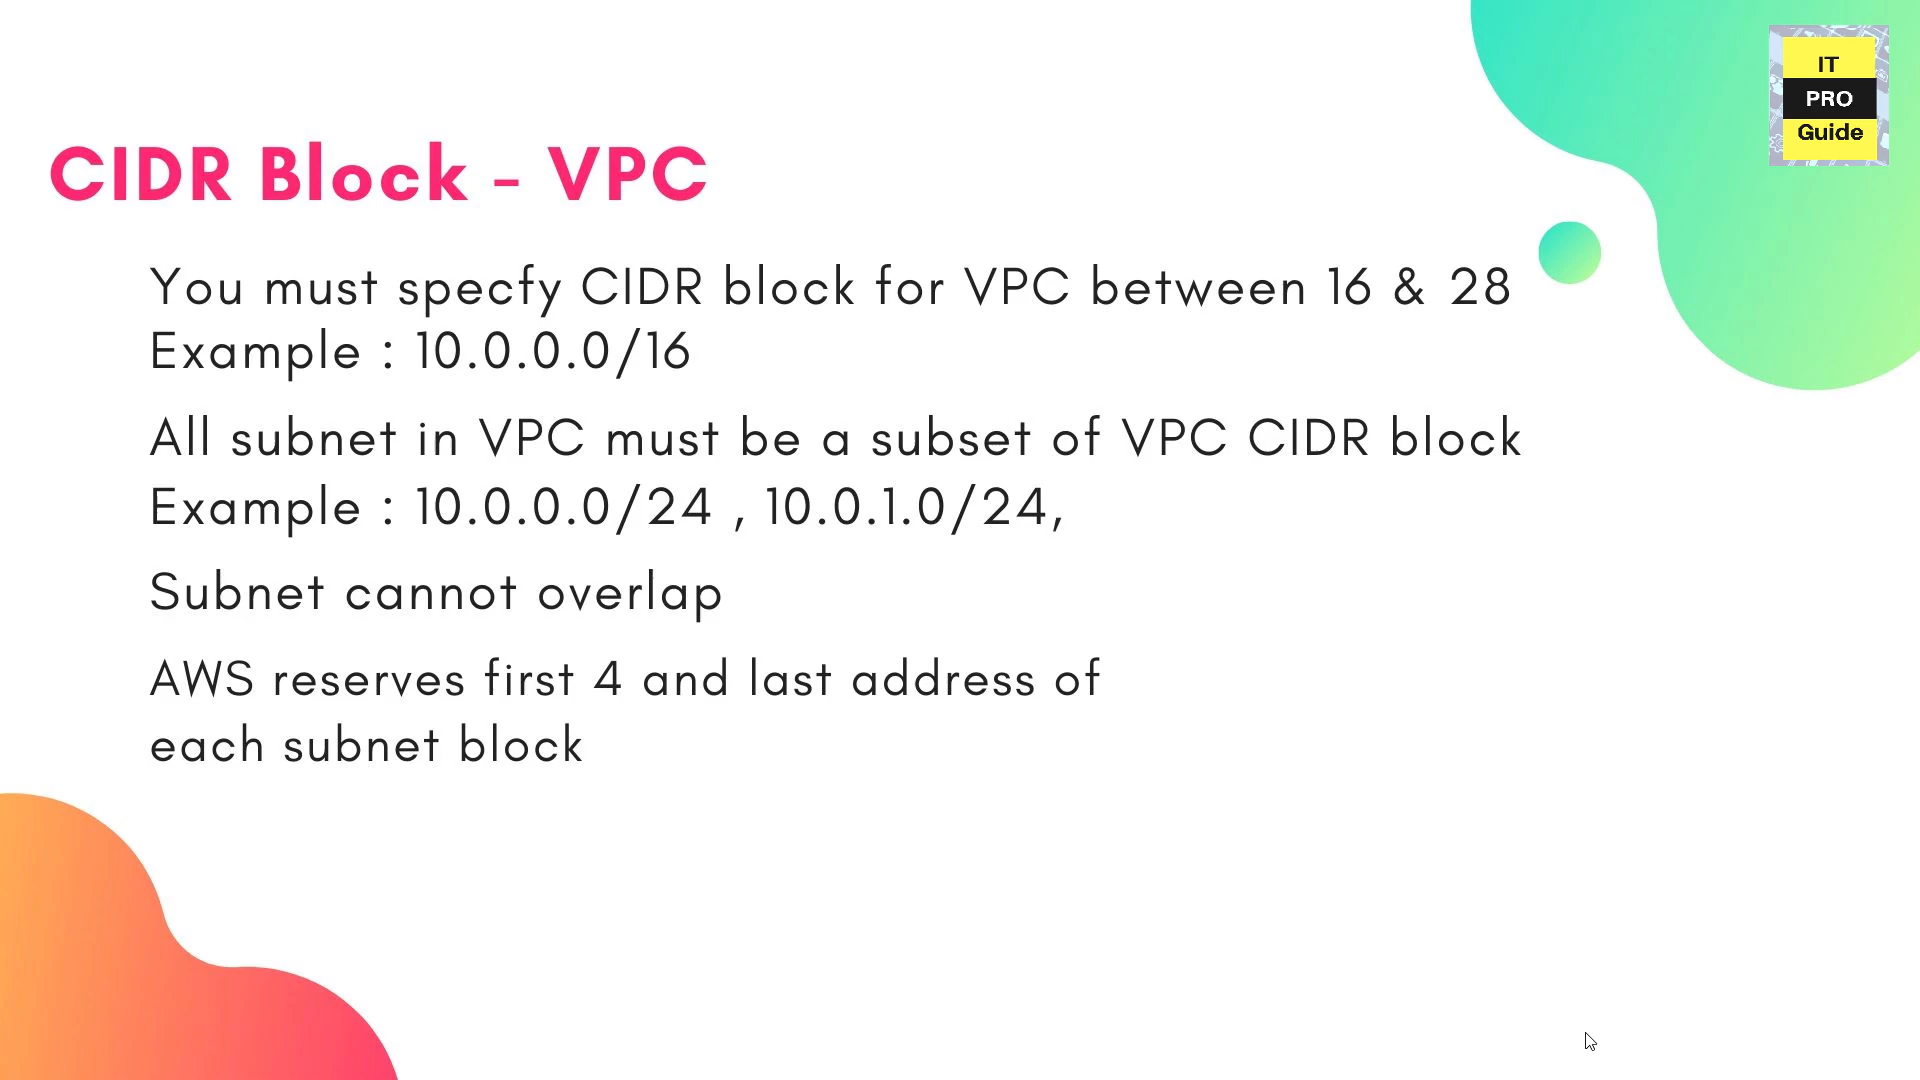 IT
PRO
Guide
CIDR Block - VPC
You must specfy CIDR block for VPC between 16 & 28
Example : 10.0.0.0/16
All subnet in VPC must be a subset of VPC CIDR block
Example : 10.0.0.0/24 , 10.0.1.0/24,
Subnet cannot overlap
AWS reserves first 4 and last address of
each subnet block